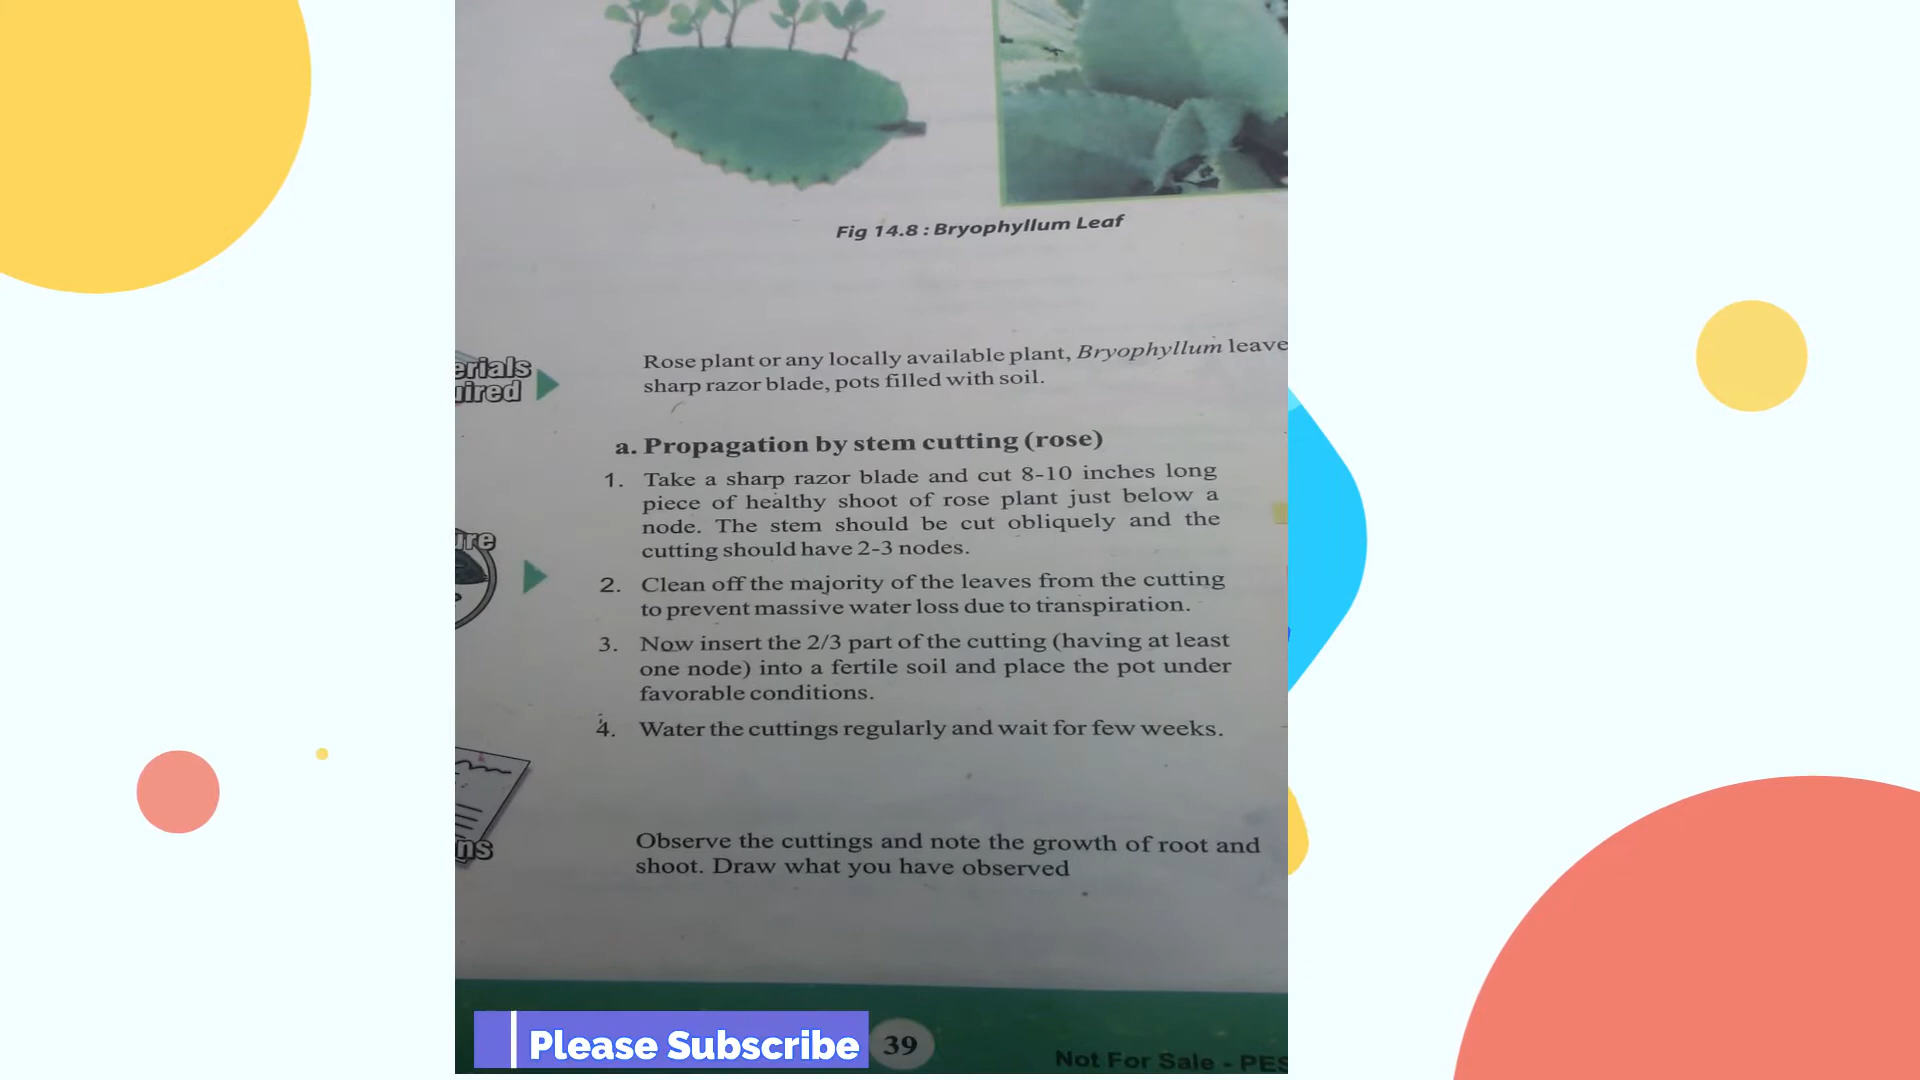 Fig 14.8 : Bryophyllum Leaf
Rose plant or any locally available plant, Bryophyllum leave
erials
uired
sharp razor blade, pots filled with soil.
a. Propagation by stem cutting (rose)
1. Take a sharp razor blade and cut 8-10 inches long
piece of healthy shoot of rose plant just below a
node. The stem should be cut obliquely and the
cutting should have 2-3 nodes.
ure
2. Clean off the majority of the leaves from the cutting
to prevent massive water loss due to transpiration.
3. Now insert the 2/3 part of the cutting (having at least
one node) into a fertile soil and place the pot under
favorable conditions.
4. Water the cuttings regularly and wait for few weeks.
ns
Observe the cuttings and note the growth of root and
shoot. Draw what you have observed
Please Subscribe
39
Not For Sale - PES